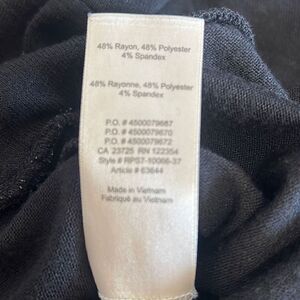 48% Rayon, 48% Polyester
4% Spandex
48% Rayonne, 48% Polyester
4% Spandex
P.O. # 4500079667
P.O. # 4500079670
P.O. # 4500079672
CA 23725 RN 122354
Style # RPS7-10066-37
Article # 63644
Made in Vietnam
Fabriqué au Vietnam